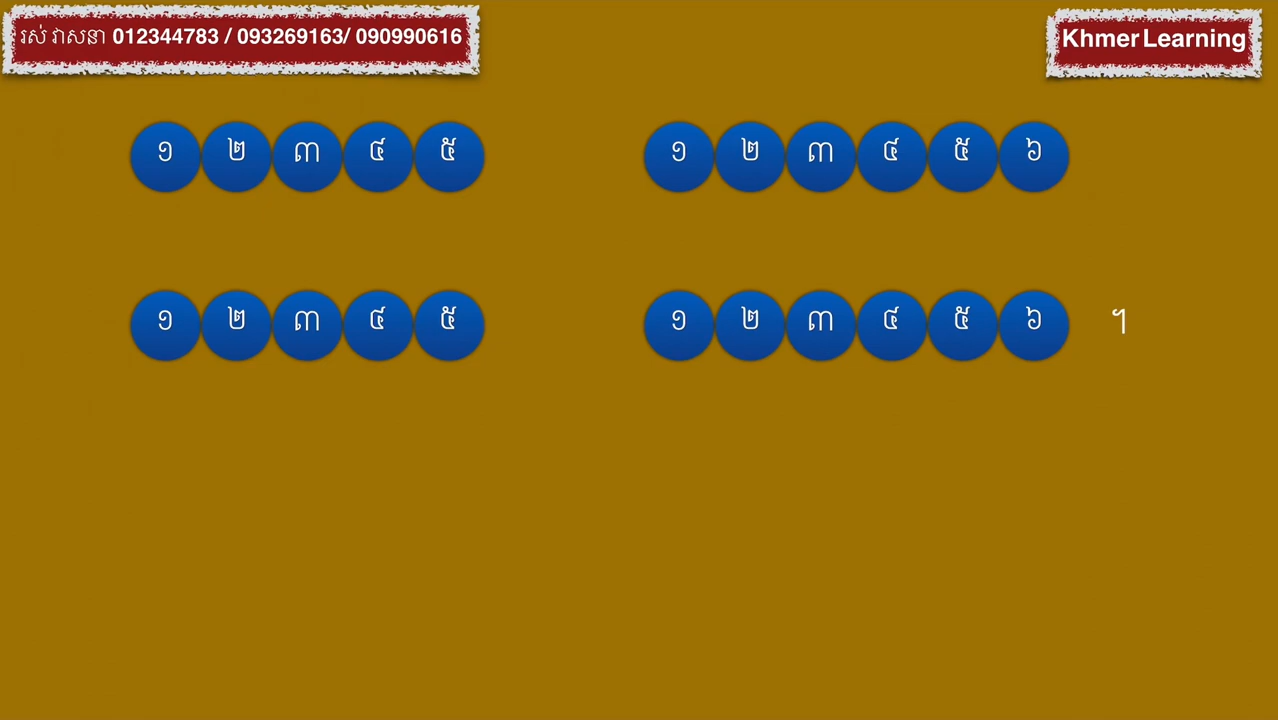 រស់ វាសនា 012344783 / 093269163/ 090990616
Khmer Learning
១ ២ ៣ ៤ ៥ ១ ២ ៣ ៤ ៥ ៦
១ ២ ៣ ៤ ៥ ១ ២ ៣ ៤ ៥ ៦ ។